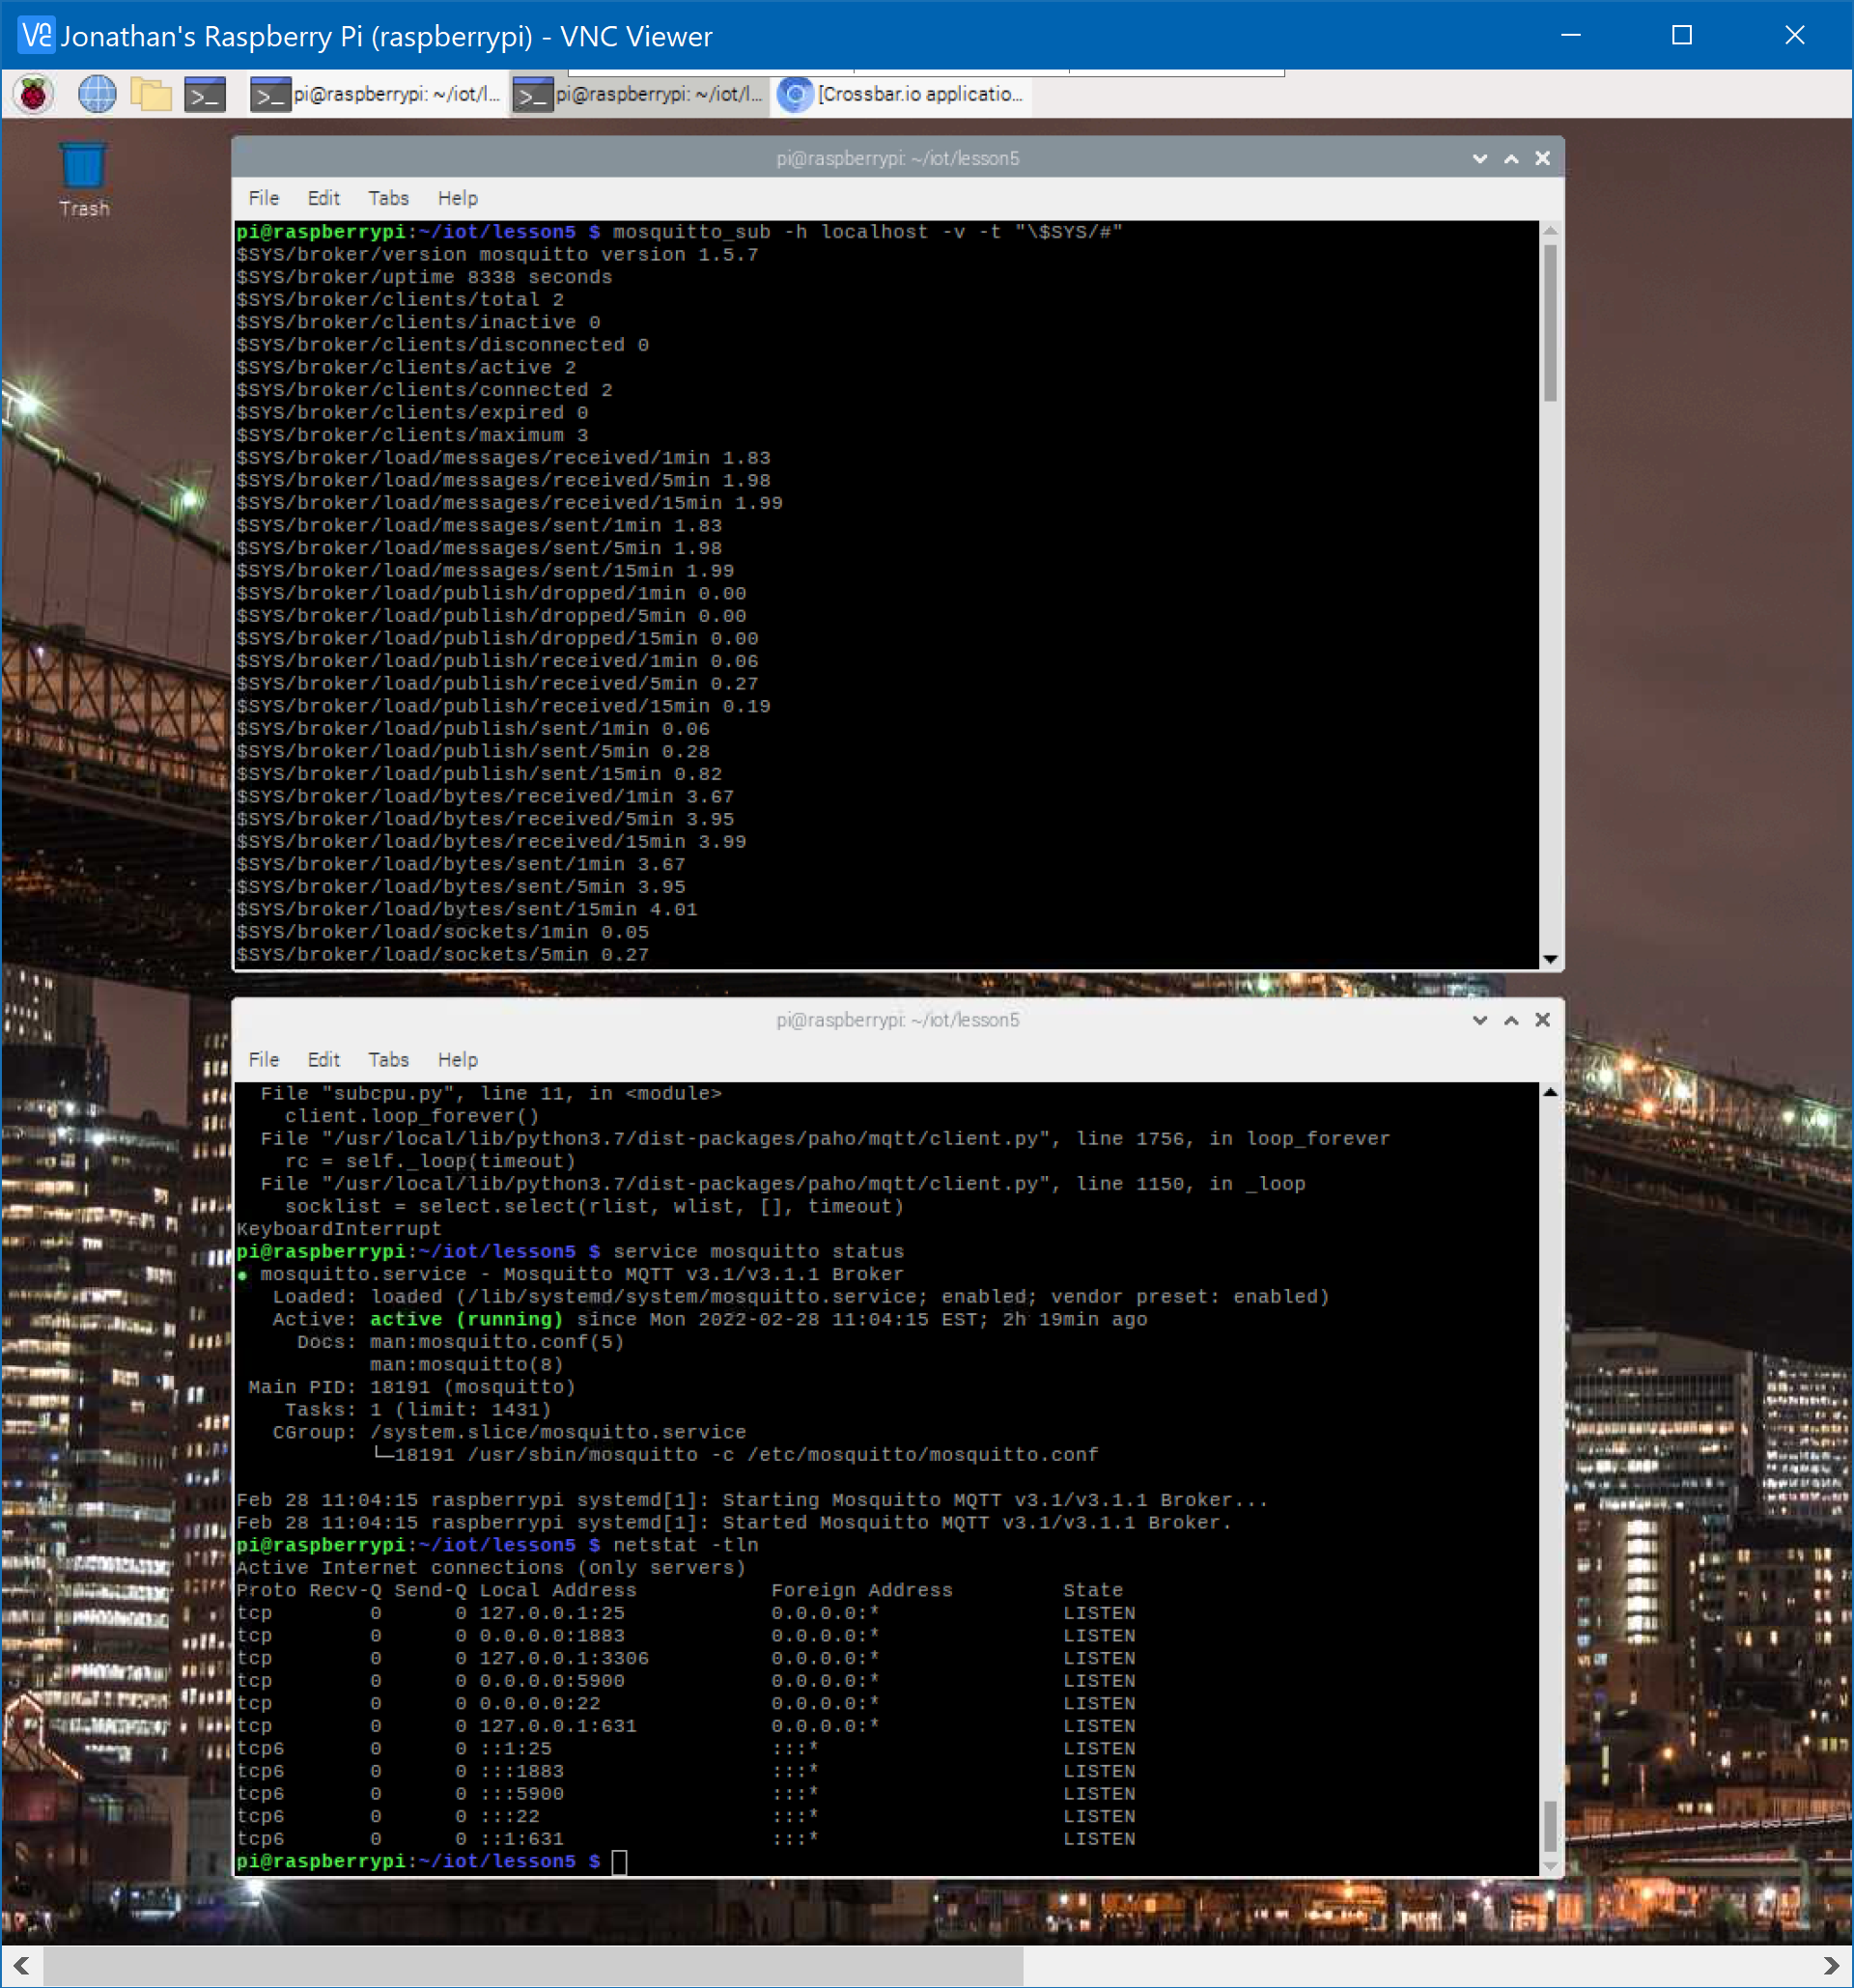 VNC Jonathan's Raspberry Pi (raspberrypi) - VNC Viewer
pi@raspberrypi: ~/iot/l... pi@raspberrypi: ~/iot/l... [Crossbar.io applicatio...
Trash
pi@raspberrypi: ~/iot/lesson5
File Edit Tabs Help
pi@raspberrypi:~/iot/lesson5 $ mosquitto_sub -h localhost -v -t "\$SYS/#"
$SYS/broker/version mosquitto version 1.5.7
$SYS/broker/uptime 8338 seconds
$SYS/broker/clients/total 2
$SYS/broker/clients/inactive 0
$SYS/broker/clients/disconnected 0
$SYS/broker/clients/active 2
$SYS/broker/clients/connected 2
$SYS/broker/clients/expired 0
$SYS/broker/clients/maximum 3
$SYS/broker/load/messages/received/1min 1.83
$SYS/broker/load/messages/received/5min 1.98
$SYS/broker/load/messages/received/15min 1.99
$SYS/broker/load/messages/sent/1min 1.83
$SYS/broker/load/messages/sent/5min 1.98
$SYS/broker/load/messages/sent/15min 1.99
$SYS/broker/load/publish/dropped/1min 0.00
$SYS/broker/load/publish/dropped/5min 0.00
$SYS/broker/load/publish/dropped/15min 0.00
$SYS/broker/load/publish/received/1min 0.06
$SYS/broker/load/publish/received/5min 0.27
$SYS/broker/load/publish/received/15min 0.19
$SYS/broker/load/publish/sent/1min 0.06
$SYS/broker/load/publish/sent/5min 0.28
$SYS/broker/load/publish/sent/15min 0.82
$SYS/broker/load/bytes/received/1min 3.67
$SYS/broker/load/bytes/received/5min 3.95
$SYS/broker/load/bytes/received/15min 3.99
$SYS/broker/load/bytes/sent/1min 3.67
$SYS/broker/load/bytes/sent/5min 3.95
$SYS/broker/load/bytes/sent/15min 4.01
$SYS/broker/load/sockets/1min 0.05
$SYS/broker/load/sockets/5min 0.27
pi@raspberrypi: ~/iot/lesson5
File Edit Tabs Help
File "subcpu.py", line 11, in <module>
client.loop_forever()
File "/usr/local/lib/python3.7/dist-packages/paho/mqtt/client.py", line 1756, in loop_forever
rc = self._loop(timeout)
File "/usr/local/lib/python3.7/dist-packages/paho/mqtt/client.py", line 1150, in _loop
socklist = select.select(rlist, wlist, [], timeout)
KeyboardInterrupt
pi@raspberrypi:~/iot/lesson5 $ service mosquitto status
● mosquitto.service - Mosquitto MQTT v3.1/v3.1.1 Broker
Loaded: loaded (/lib/systemd/system/mosquitto.service; enabled; vendor preset: enabled)
Active: active (running) since Mon 2022-02-28 11:04:15 EST; 2h 19min ago
Docs: man:mosquitto.conf(5)
man:mosquitto(8)
Main PID: 18191 (mosquitto)
Tasks: 1 (limit: 1431)
CGroup: /system.slice/mosquitto.service
└─18191 /usr/sbin/mosquitto -c /etc/mosquitto/mosquitto.conf
Feb 28 11:04:15 raspberrypi systemd[1]: Starting Mosquitto MQTT v3.1/v3.1.1 Broker...
Feb 28 11:04:15 raspberrypi systemd[1]: Started Mosquitto MQTT v3.1/v3.1.1 Broker.
pi@raspberrypi:~/iot/lesson5 $ netstat -tln
Active Internet connections (only servers)
Proto Recv-Q Send-Q Local Address Foreign Address State
tcp 0 0 127.0.0.1:25 0.0.0.0:* LISTEN
tcp 0 0 0.0.0.0:1883 0.0.0.0:* LISTEN
tcp 0 0 127.0.0.1:3306 0.0.0.0:* LISTEN
tcp 0 0 0.0.0.0:5900 0.0.0.0:* LISTEN
tcp 0 0 0.0.0.0:22 0.0.0.0:* LISTEN
tcp 0 0 127.0.0.1:631 0.0.0.0:* LISTEN
tcp6 0 0 ::1:25 :::* LISTEN
tcp6 0 0 :::1883 :::* LISTEN
tcp6 0 0 :::5900 :::* LISTEN
tcp6 0 0 :::22 :::* LISTEN
tcp6 0 0 ::1:631 :::* LISTEN
pi@raspberrypi:~/iot/lesson5 $